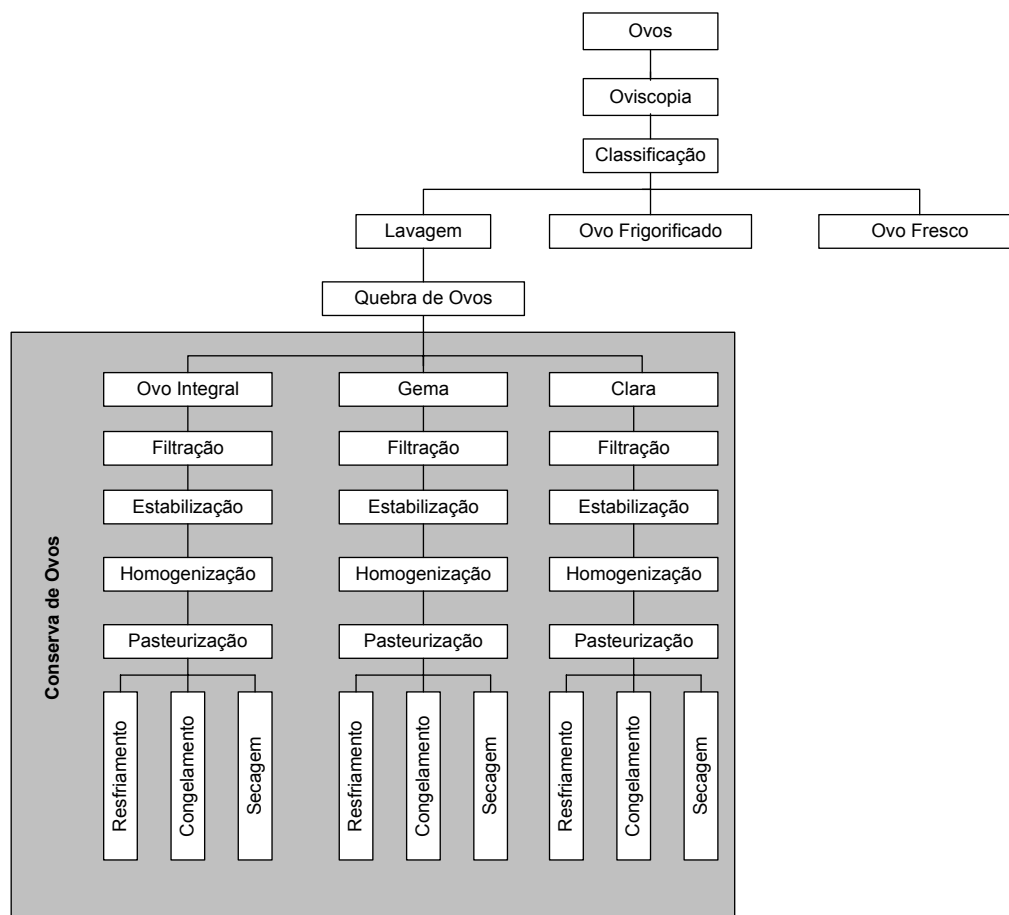 Ovos
Oviscopia
Classificação
Lavagem
Ovo Frigorificado
Ovo Fresco
Quebra de Ovos
Conserva de Ovos
Ovo Integral
Gema
Clara
Filtração
Filtração
Filtração
Estabilização
Estabilização
Estabilização
Homogenização
Homogenização
Homogenização
Pasteurização
Pasteurização
Pasteurização
Resfriamento
Congelamento
Secagem
Resfriamento
Congelamento
Secagem
Resfriamento
Congelamento
Secagem